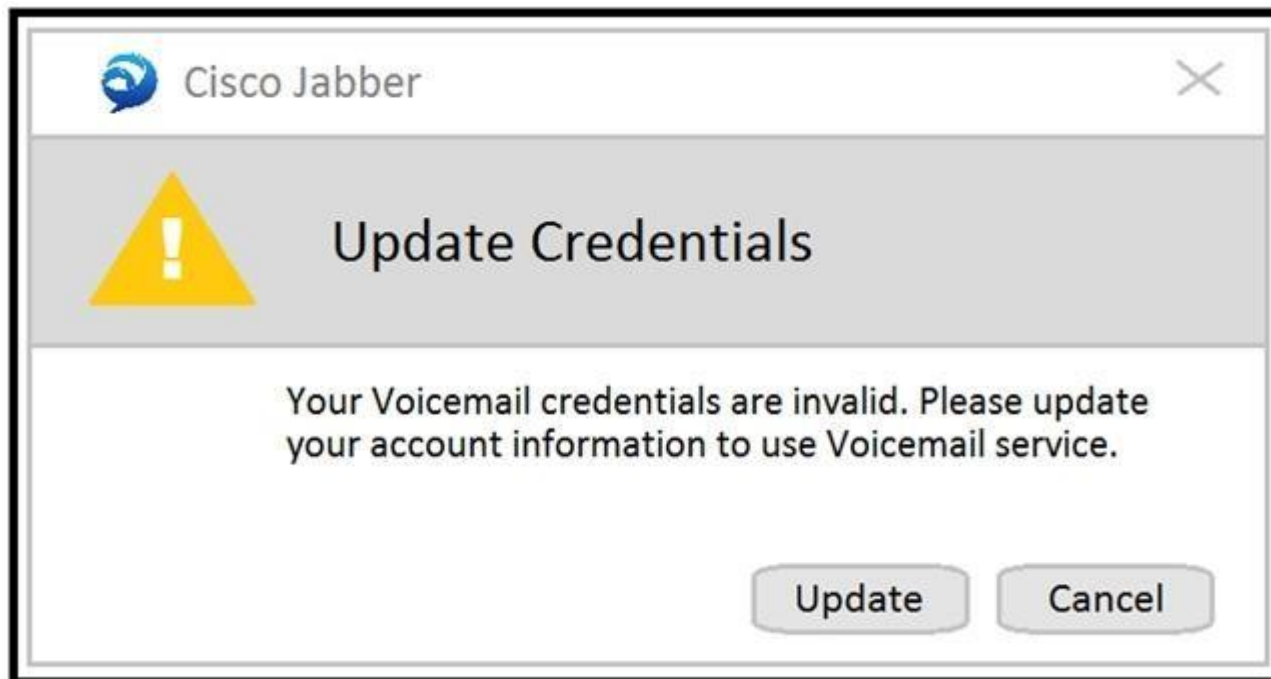 Cisco Jabber
Update Credentials
Your Voicemail credentials are invalid. Please update
your account information to use Voicemail service.
Update
Cancel